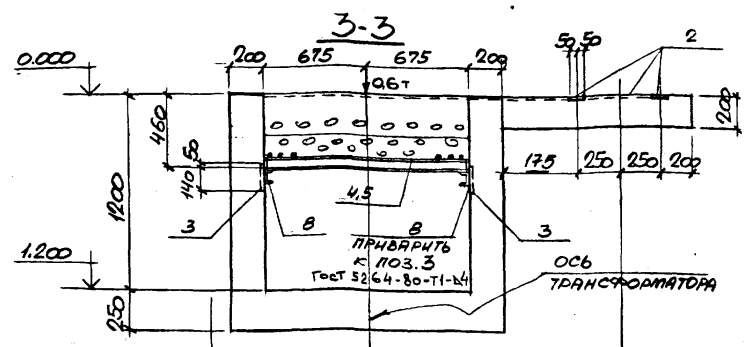 3-3
200 675 675 200
50 50
2
0.000
0,6т
200
460
50
140
1200
175 250 250 200
4,5
3
8
8
3
ПРИВАРИТЬ
К ПОЗ.3
ГОСТ 5264-80-Т1-△4
1.200
ОСЬ
ТРАНСФОРМАТОРА
250